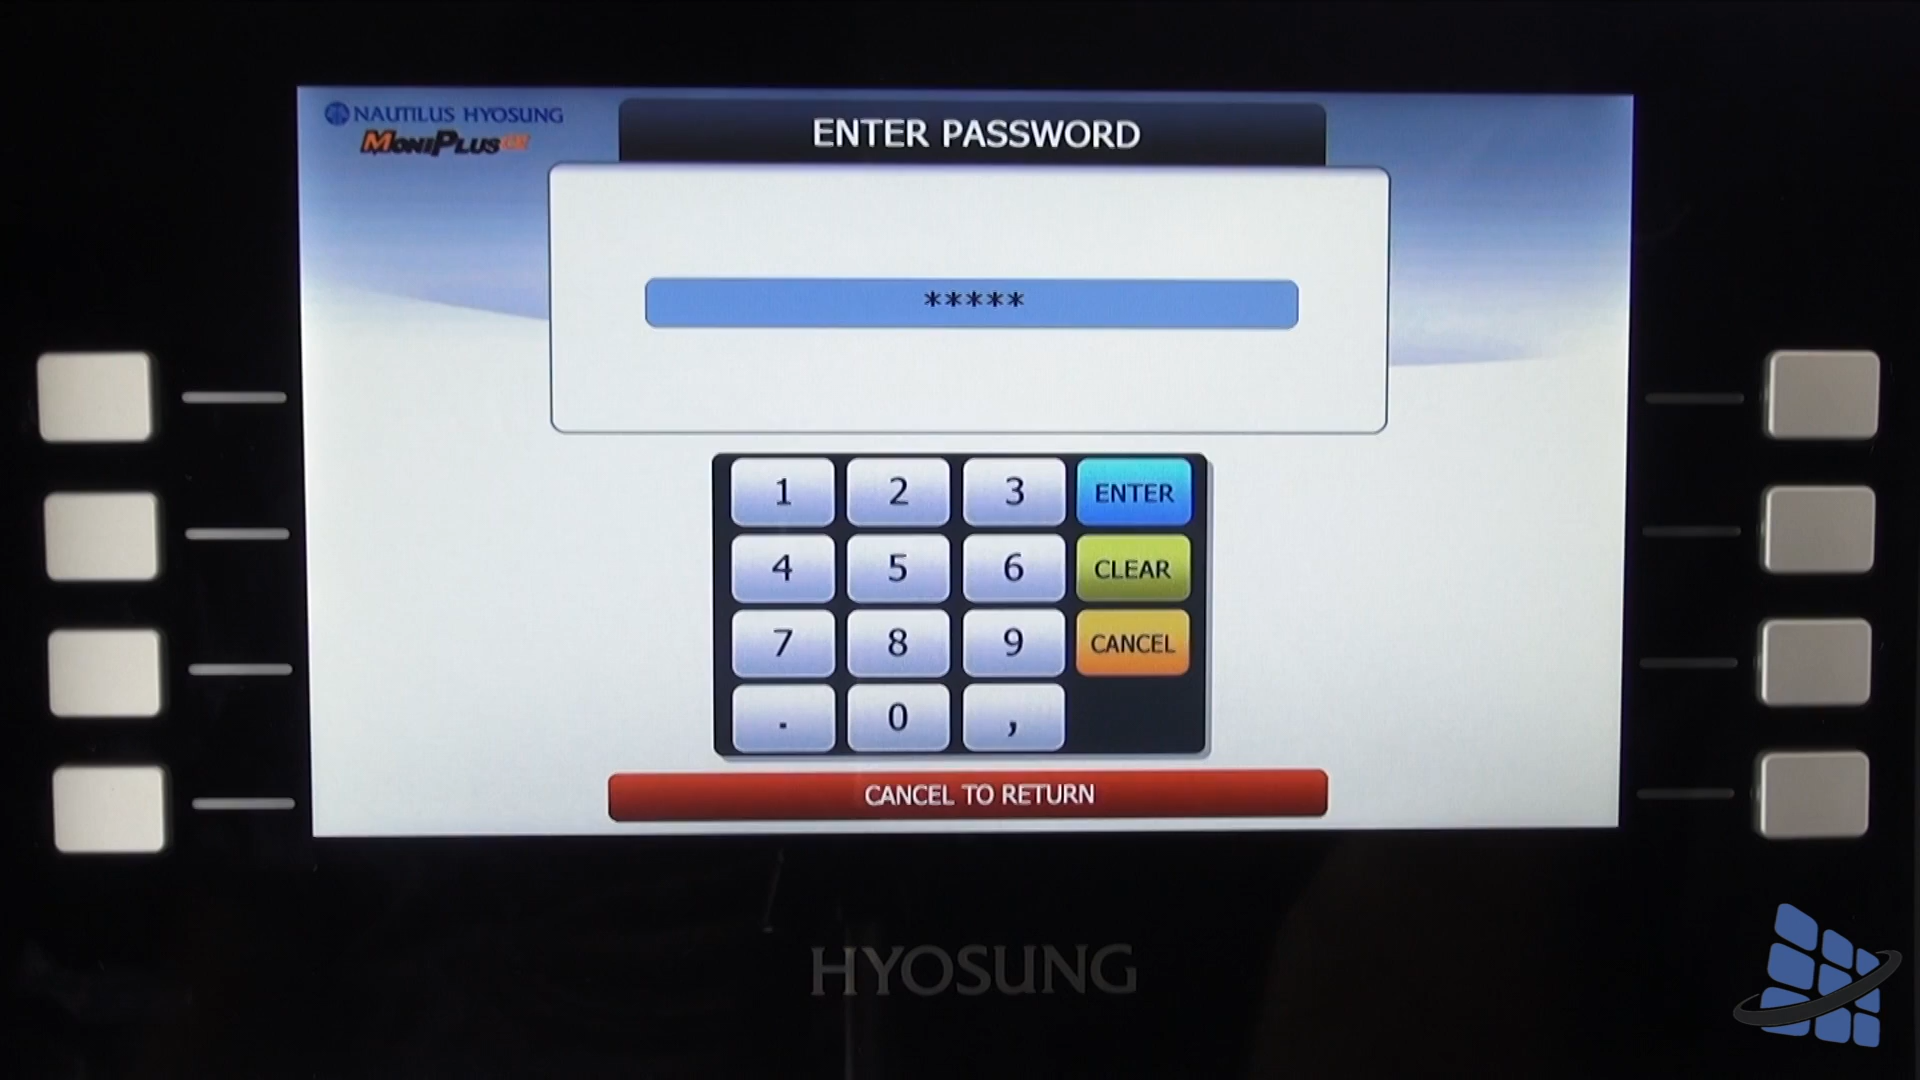 NAUTILUS HYOSUNG
MONIPLUS
ENTER PASSWORD
*****
1 2 3 ENTER
4 5 6 CLEAR
7 8 9 CANCEL
. 0 ,
CANCEL TO RETURN
HYOSUNG